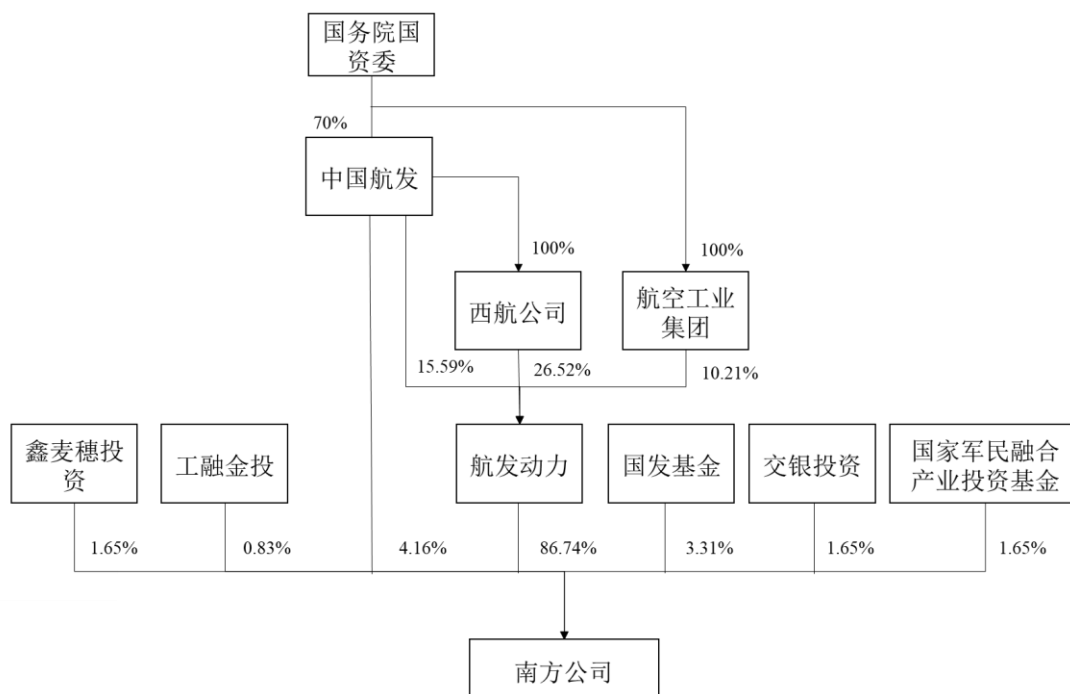 国务院国
资委
70%
中国航发
100%
100%
西航公司
航空工业
集团
15.59%
26.52%
10.21%
鑫麦穗投
资
工融金投
航发动力
国发基金
交银投资
国家军民融合
产业投资基金
1.65%
0.83%
4.16%
86.74%
3.31%
1.65%
1.65%
南方公司